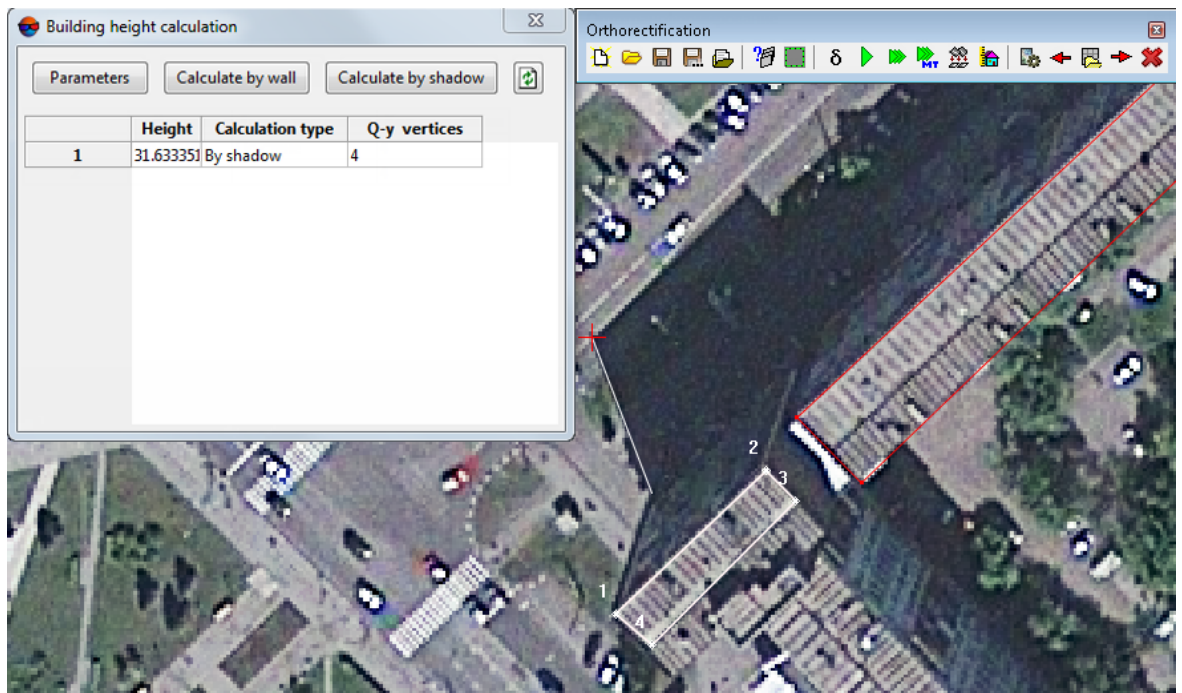 Building height calculation
Parameters
Calculate by wall
Calculate by shadow
Height Calculation type Q-y vertices
1 31.633351 By shadow 4
Orthorectification
δ
MT
2
3
1
4